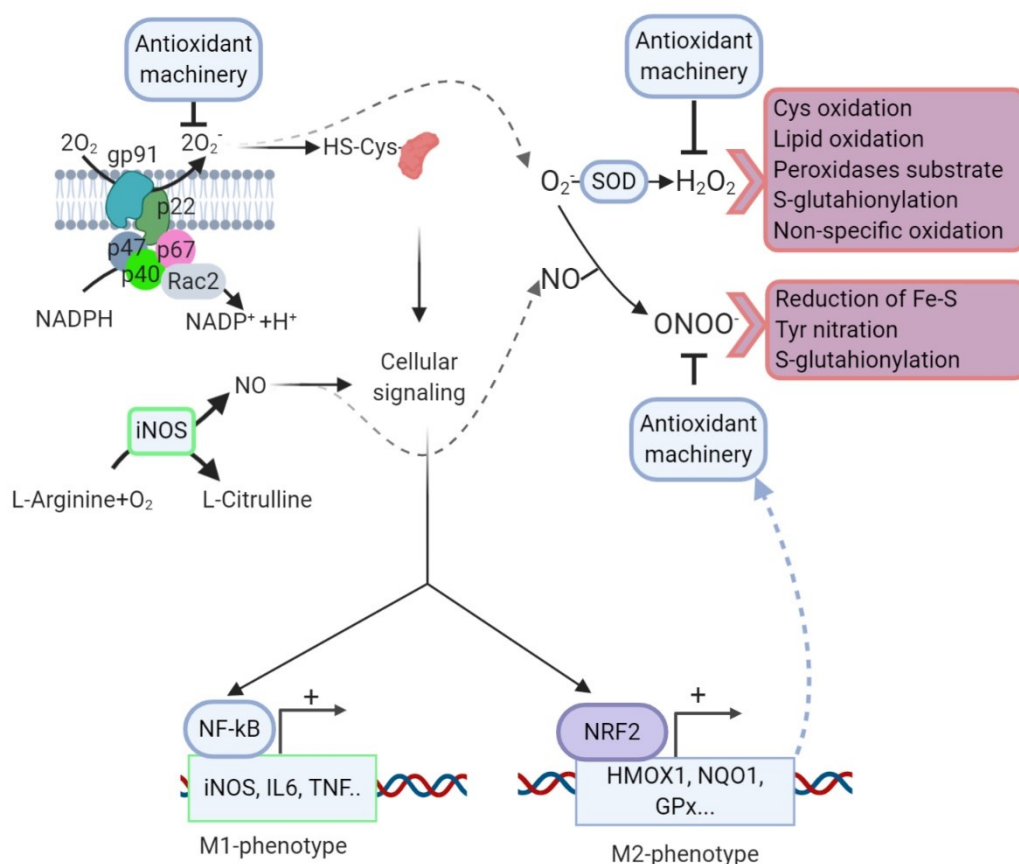 Antioxidant
machinery
2O₂
2O₂⁻
gp91
p22
p47
p67
p40
Rac2
NADPH
NADP⁺ +H⁺
HS-Cys-
O₂⁻
SOD
H₂O₂
Antioxidant
machinery
Cys oxidation
Lipid oxidation
Peroxidases substrate
S-glutahionylation
Non-specific oxidation
NO
ONOO⁻
Reduction of Fe-S
Tyr nitration
S-glutahionylation
Antioxidant
machinery
Cellular
signaling
NO
iNOS
L-Arginine+O₂
L-Citrulline
NF-kB
+
iNOS, IL6, TNF..
M1-phenotype
NRF2
+
HMOX1, NQO1,
GPx...
M2-phenotype